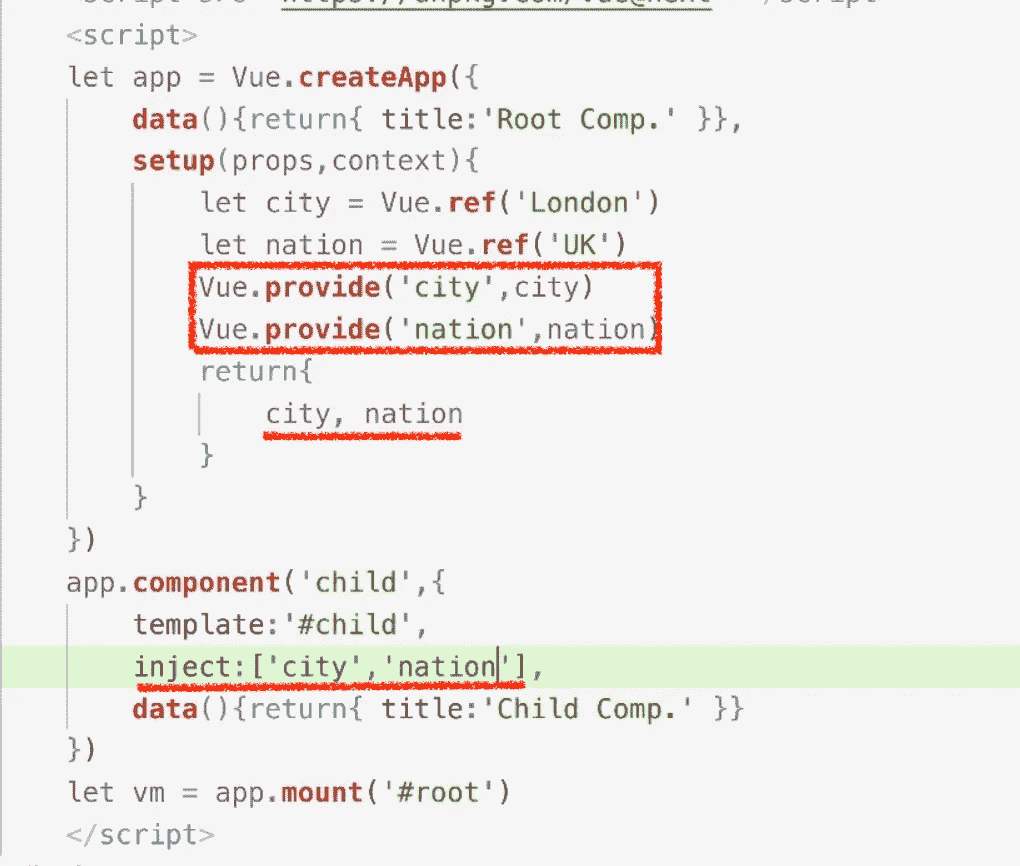 <script>
let app = Vue.createApp({
data(){return{ title:'Root Comp.' }},
setup(props,context){
let city = Vue.ref('London')
let nation = Vue.ref('UK')
Vue.provide('city',city)
Vue.provide('nation',nation)
return{
city, nation
}
}
})
app.component('child',{
template:'#child',
inject:['city','nation'],
data(){return{ title:'Child Comp.' }}
})
let vm = app.mount('#root')
</script>